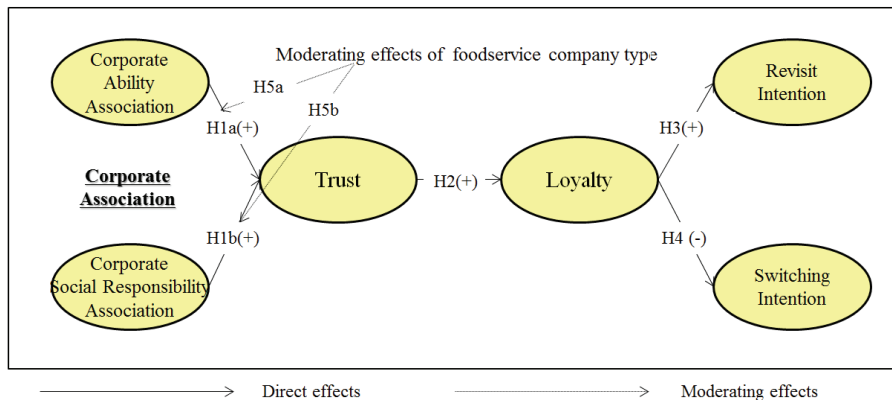 Moderating effects of foodservice company type
Corporate
Ability
Association
H5a
H5b
H1a(+)
Revisit
Intention
H3(+)
Corporate
Association
Trust
H2(+)
Loyalty
H1b(+)
H4 (-)
Corporate
Social Responsibility
Association
Switching
Intention
Direct effects
Moderating effects